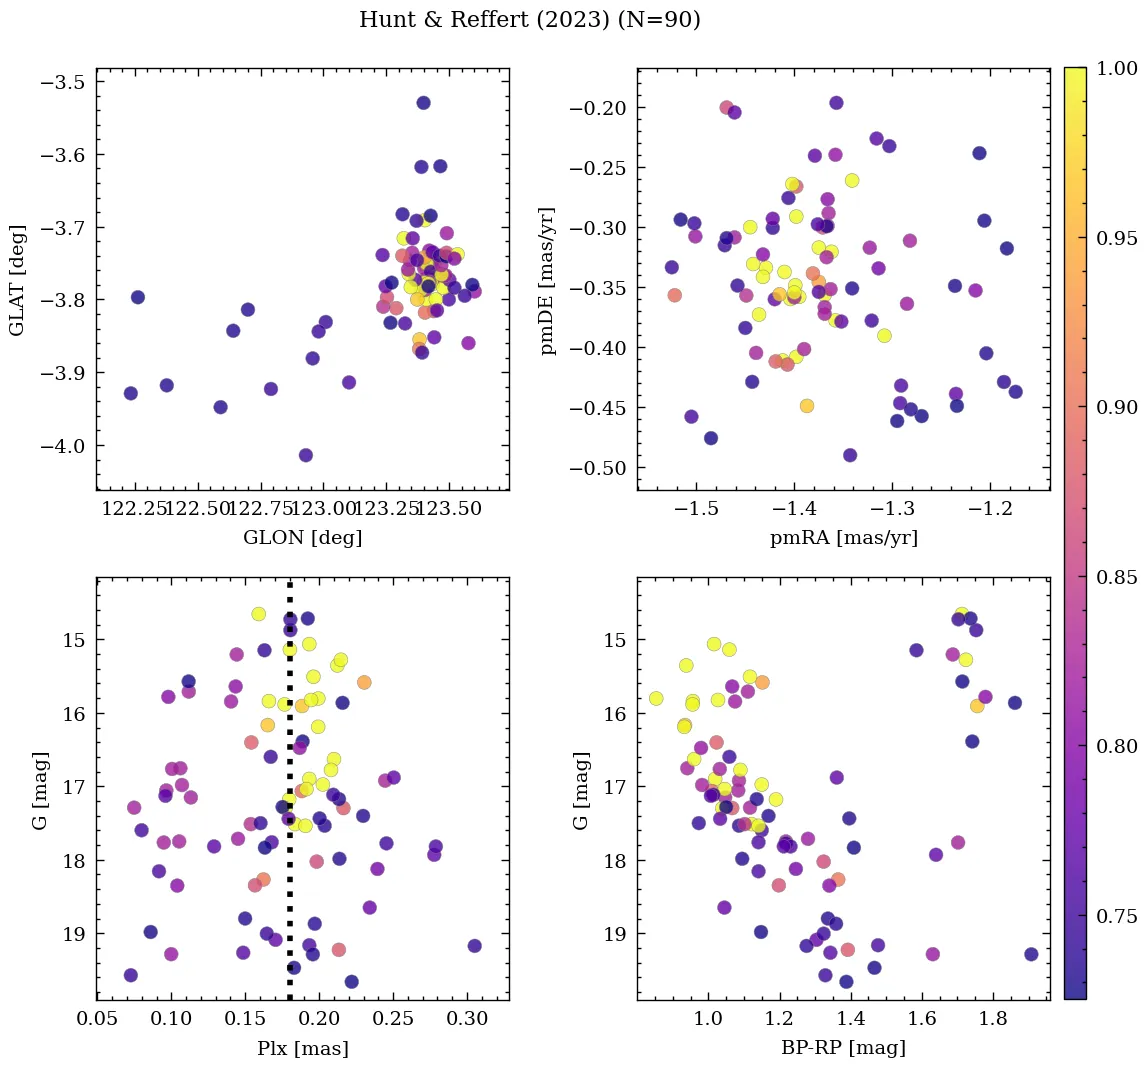 Hunt & Reffert (2023) (N=90)
−3.5
−3.6
−3.7
−3.8
−3.9
−4.0
GLAT [deg]
122.25 122.50 122.75 123.00 123.25 123.50
GLON [deg]
−0.20
−0.25
−0.30
−0.35
−0.40
−0.45
−0.50
pmDE [mas/yr]
−1.5 −1.4 −1.3 −1.2
pmRA [mas/yr]
15
16
17
18
19
G [mag]
0.05 0.10 0.15 0.20 0.25 0.30
Plx [mas]
15
16
17
18
19
G [mag]
1.0 1.2 1.4 1.6 1.8
BP-RP [mag]
1.00
0.95
0.90
0.85
0.80
0.75